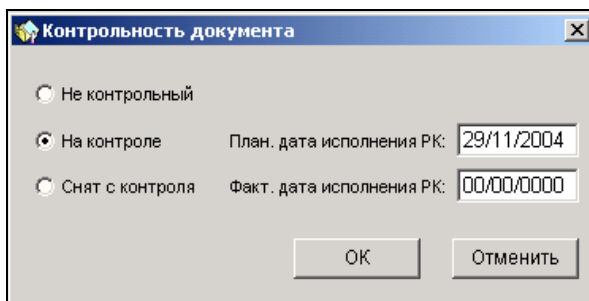 Контрольность документа
Не контрольный
На контроле План. дата исполнения РК: 29/11/2004
Снят с контроля Факт. дата исполнения РК: 00/00/0000
ОК Отменить